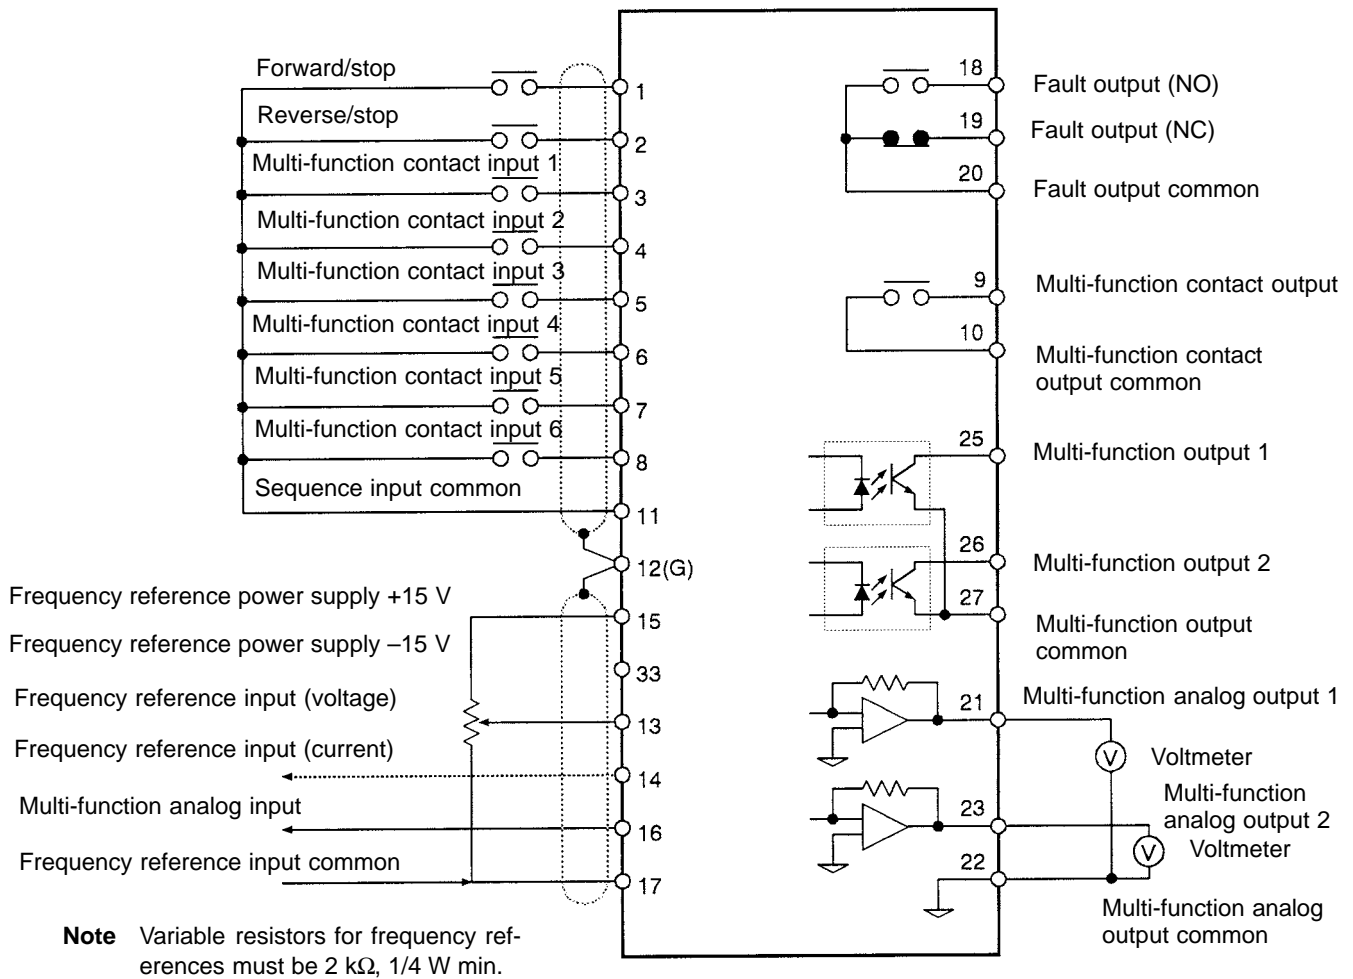 Forward/stop
1
Reverse/stop
2
Multi-function contact input 1
3
Multi-function contact input 2
4
Multi-function contact input 3
5
Multi-function contact input 4
6
Multi-function contact input 5
7
Multi-function contact input 6
8
Sequence input common
11
12(G)
Frequency reference power supply +15 V
15
Frequency reference power supply –15 V
33
Frequency reference input (voltage)
13
Frequency reference input (current)
14
Multi-function analog input
16
Frequency reference input common
17
Note Variable resistors for frequency ref-
erences must be 2 kΩ, 1/4 W min.
18
Fault output (NO)
19
Fault output (NC)
20
Fault output common
9
Multi-function contact output
10
Multi-function contact
output common
25
Multi-function output 1
26
Multi-function output 2
27
Multi-function output
common
21
Multi-function analog output 1
V
Voltmeter
23
Multi-function
analog output 2
V
Voltmeter
22
Multi-function analog
output common